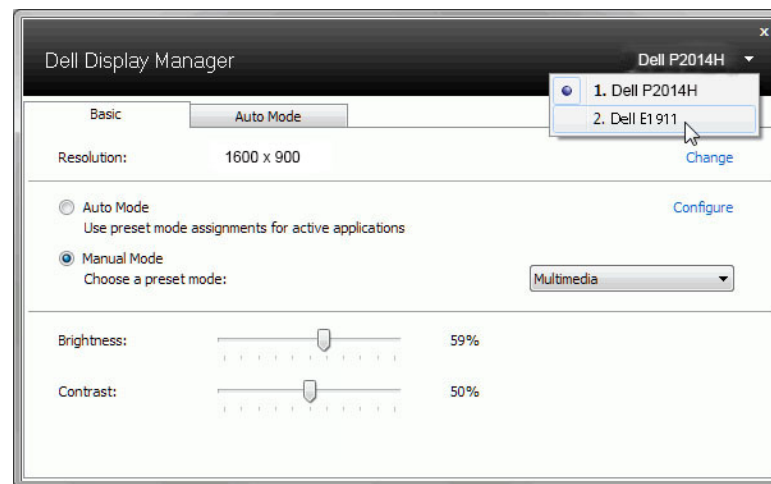 x
Dell Display Manager
Dell P2014H
1. Dell P2014H
2. Dell E1911
Basic
Auto Mode
Resolution:
1600 x 900
Change
Auto Mode
Configure
Use preset mode assignments for active applications
Manual Mode
Choose a preset mode:
Multimedia
Brightness:
59%
Contrast:
50%